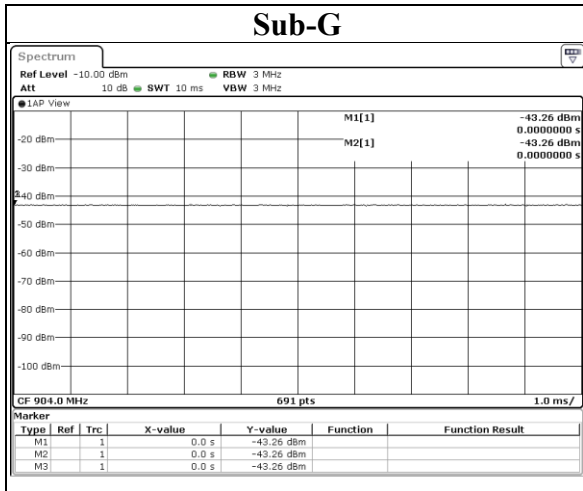 Sub-G
Spectrum
Ref Level -10.00 dBm RBW 3 MHz
Att 10 dB SWT 10 ms VBW 3 MHz
1AP View
M1[1] -43.26 dBm
0.0000000 s
M2[1] -43.26 dBm
0.0000000 s
-20 dBm
-30 dBm
-40 dBm
-50 dBm
-60 dBm
-70 dBm
-80 dBm
-90 dBm
-100 dBm
CF 904.0 MHz 691 pts 1.0 ms/
Marker
Type Ref Trc X-value Y-value Function Function Result
M1 1 0.0 s -43.26 dBm
M2 1 0.0 s -43.26 dBm
M3 1 0.0 s -43.26 dBm